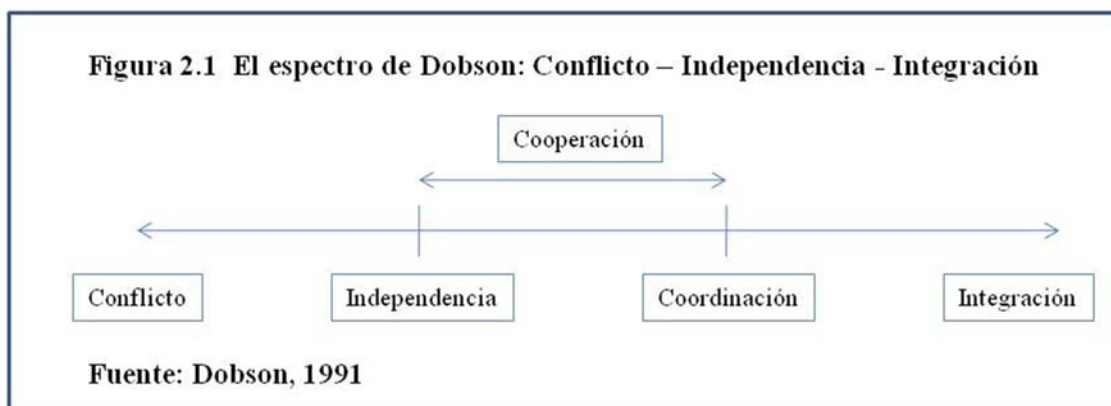 Figura 2.1 El espectro de Dobson: Conflicto – Independencia - Integración
Cooperación
Conflicto
Independencia
Coordinación
Integración
Fuente: Dobson, 1991